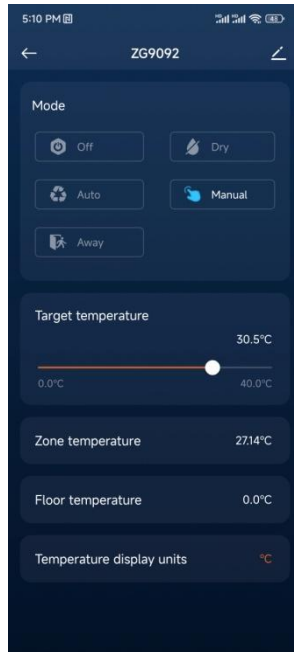 5:10 PM
ZG9092
Mode
Off
Dry
Auto
Manual
Away
Target temperature
30.5°C
0.0°C
40.0°C
Zone temperature
27.14°C
Floor temperature
0.0°C
Temperature display units
°C